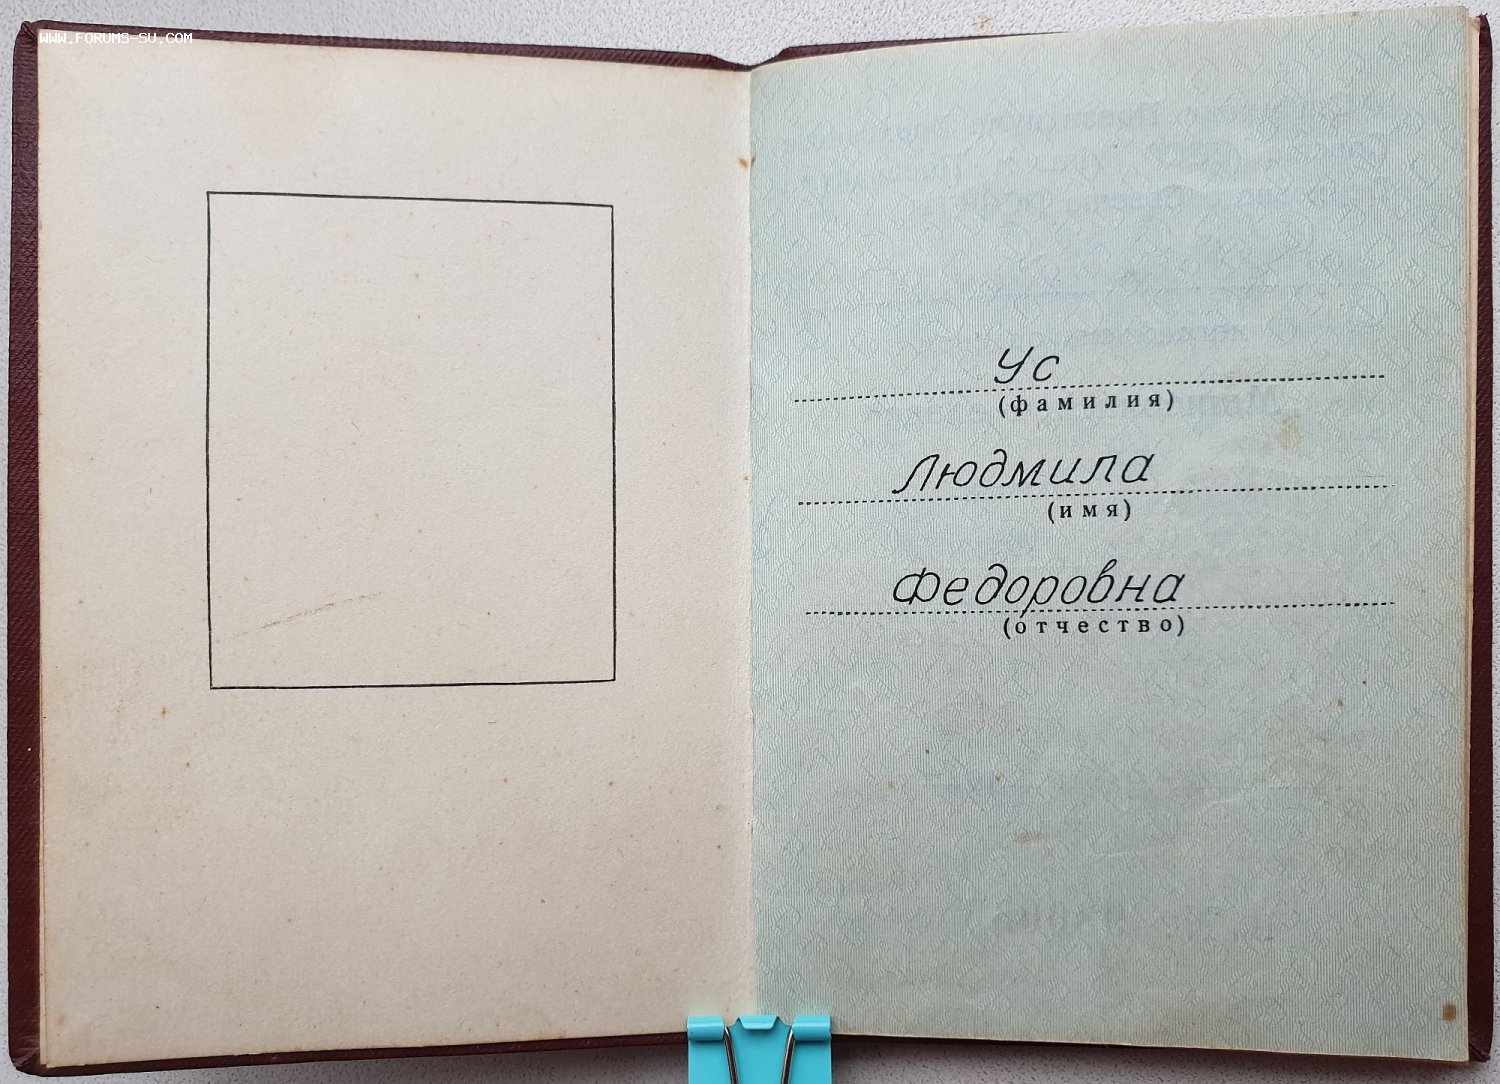 WWW.FORUMS-SU.COM
Ус
(фамилия)
Людмила
(имя)
Федоровна
(отчество)